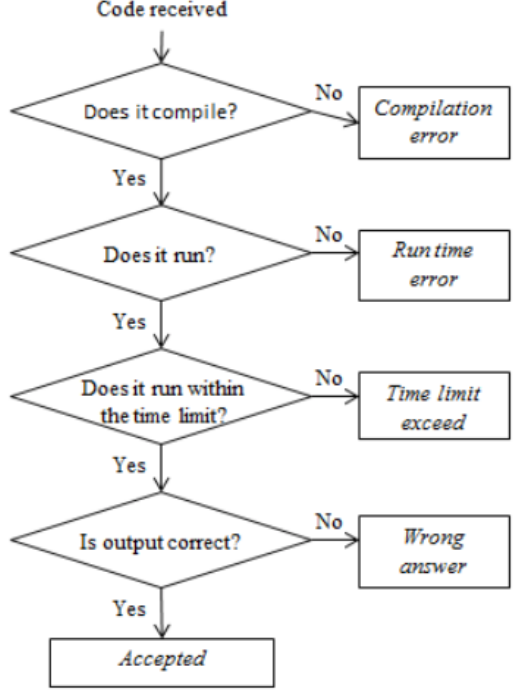 Code received
Does it compile?
No
Compilation
error
Yes
Does it run?
No
Run time
error
Yes
Does it run within
the time limit?
No
Time limit
exceed
Yes
Is output correct?
No
Wrong
answer
Yes
Accepted